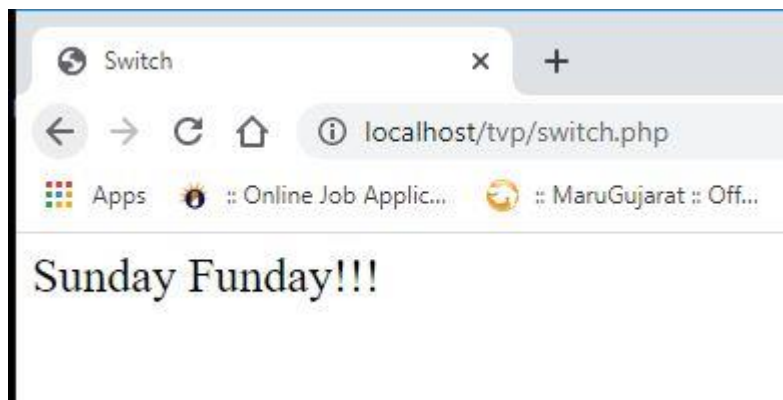 Switch
localhost/tvp/switch.php
Apps :: Online Job Applic... :: MaruGujarat :: Off...
Sunday Funday!!!